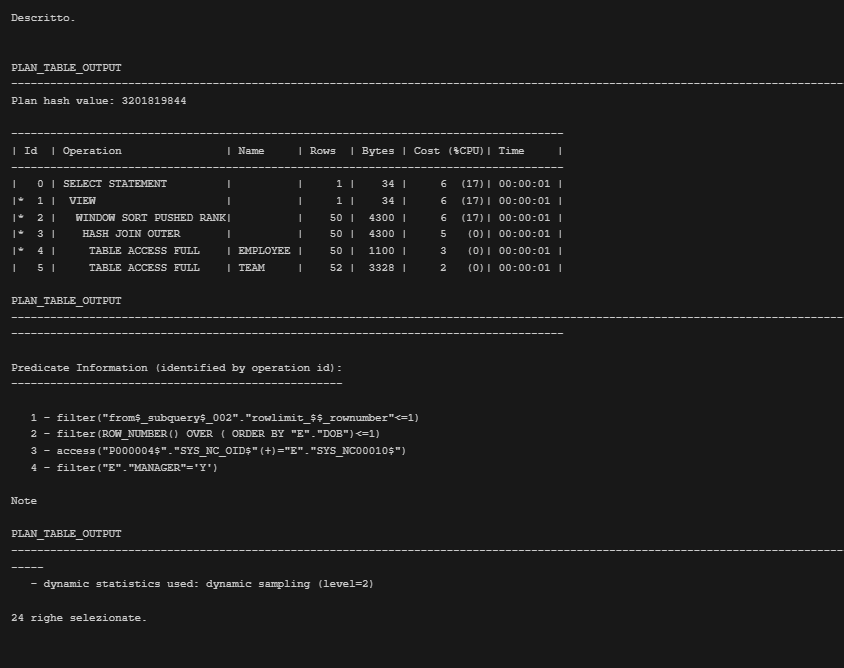 Descritto.
PLAN_TABLE_OUTPUT
--------------------------------------------------------------------------------------------------------------------------------
Plan hash value: 3201819844
-------------------------------------------------------------------------------------
| Id  | Operation                | Name     | Rows  | Bytes | Cost (%CPU)| Time     |
-------------------------------------------------------------------------------------
|   0 | SELECT STATEMENT         |          |     1 |    34 |     6  (17)| 00:00:01 |
|*  1 |  VIEW                    |          |     1 |    34 |     6  (17)| 00:00:01 |
|*  2 |   WINDOW SORT PUSHED RANK|          |    50 |  4300 |     6  (17)| 00:00:01 |
|*  3 |    HASH JOIN OUTER       |          |    50 |  4300 |     5   (0)| 00:00:01 |
|*  4 |     TABLE ACCESS FULL    | EMPLOYEE |    50 |  1100 |     3   (0)| 00:00:01 |
|   5 |     TABLE ACCESS FULL    | TEAM     |    52 |  3328 |     2   (0)| 00:00:01 |
PLAN_TABLE_OUTPUT
--------------------------------------------------------------------------------------------------------------------------------
-------------------------------------------------------------------------------------
Predicate Information (identified by operation id):
---------------------------------------------------
   1 - filter("from$_subquery$_002"."rowlimit_$$_rownumber"<=1)
   2 - filter(ROW_NUMBER() OVER ( ORDER BY "E"."DOB")<=1)
   3 - access("P000004$"."SYS_NC_OID$"(+)="E"."SYS_NC00010$")
   4 - filter("E"."MANAGER"='Y')
Note
PLAN_TABLE_OUTPUT
--------------------------------------------------------------------------------------------------------------------------------
-----
   - dynamic statistics used: dynamic sampling (level=2)
24 righe selezionate.